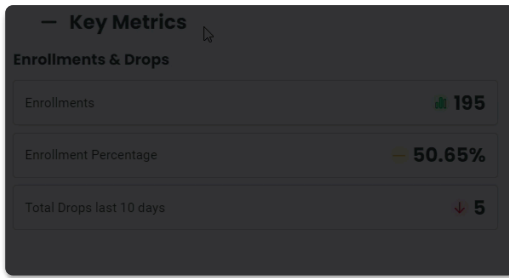 Key Metrics
Enrollments & Drops
Enrollments 195
Enrollment Percentage 50.65%
Total Drops last 10 days 5